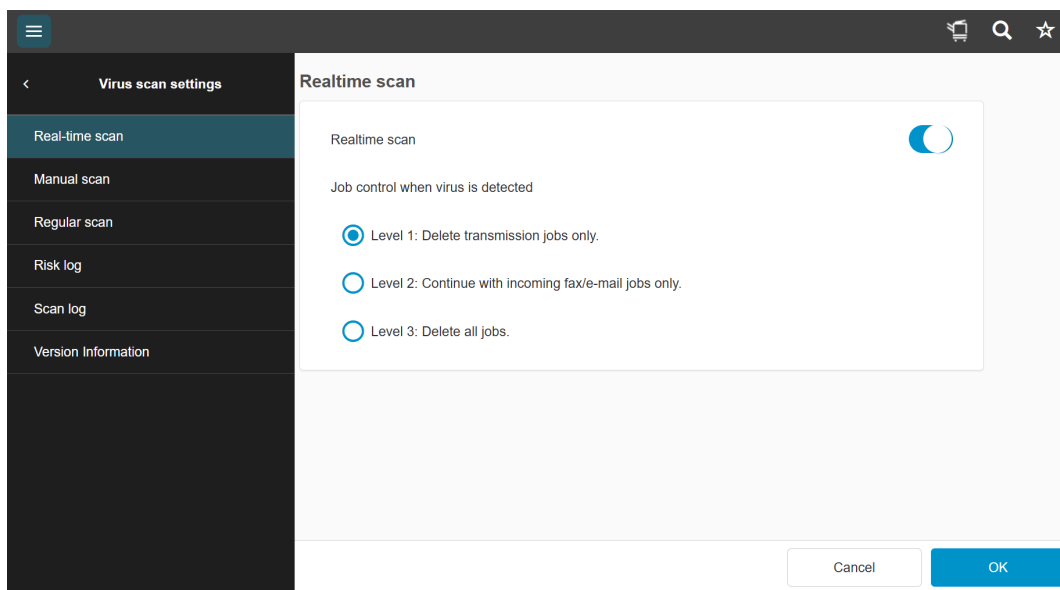 Virus scan settings
Real-time scan
Manual scan
Regular scan
Risk log
Scan log
Version Information
Realtime scan
Realtime scan
Job control when virus is detected
Level 1: Delete transmission jobs only.
Level 2: Continue with incoming fax/e-mail jobs only.
Level 3: Delete all jobs.
Cancel
OK